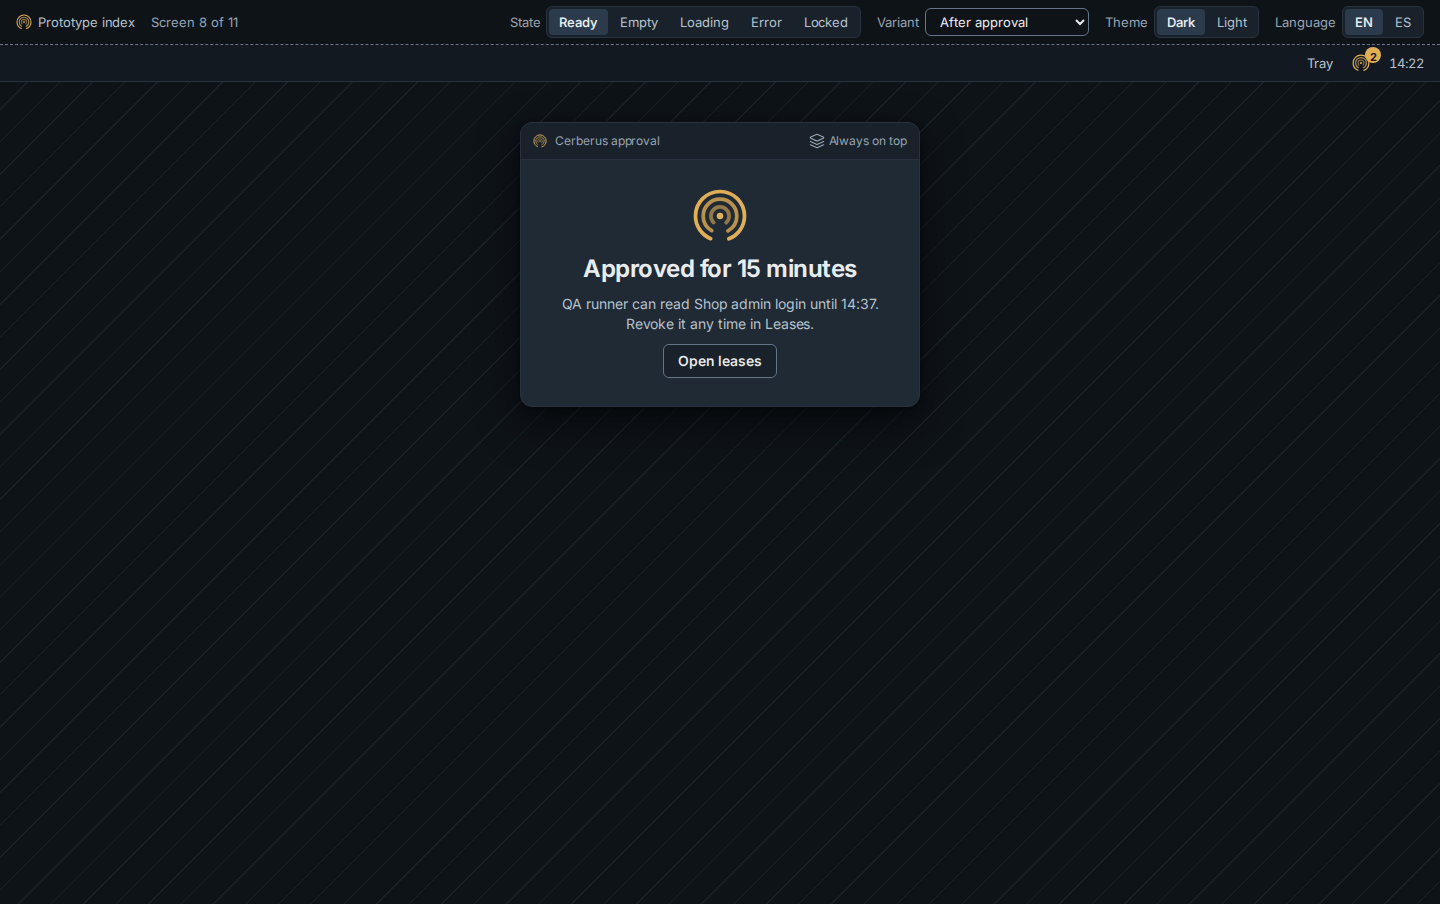 Prototype index Screen 8 of 11 State Ready Empty Loading Error Locked Variant After approval Theme Dark Light Language EN ES
Tray 2 14:22
Cerberus approval Always on top
Approved for 15 minutes
QA runner can read Shop admin login until 14:37.
Revoke it any time in Leases.
Open leases